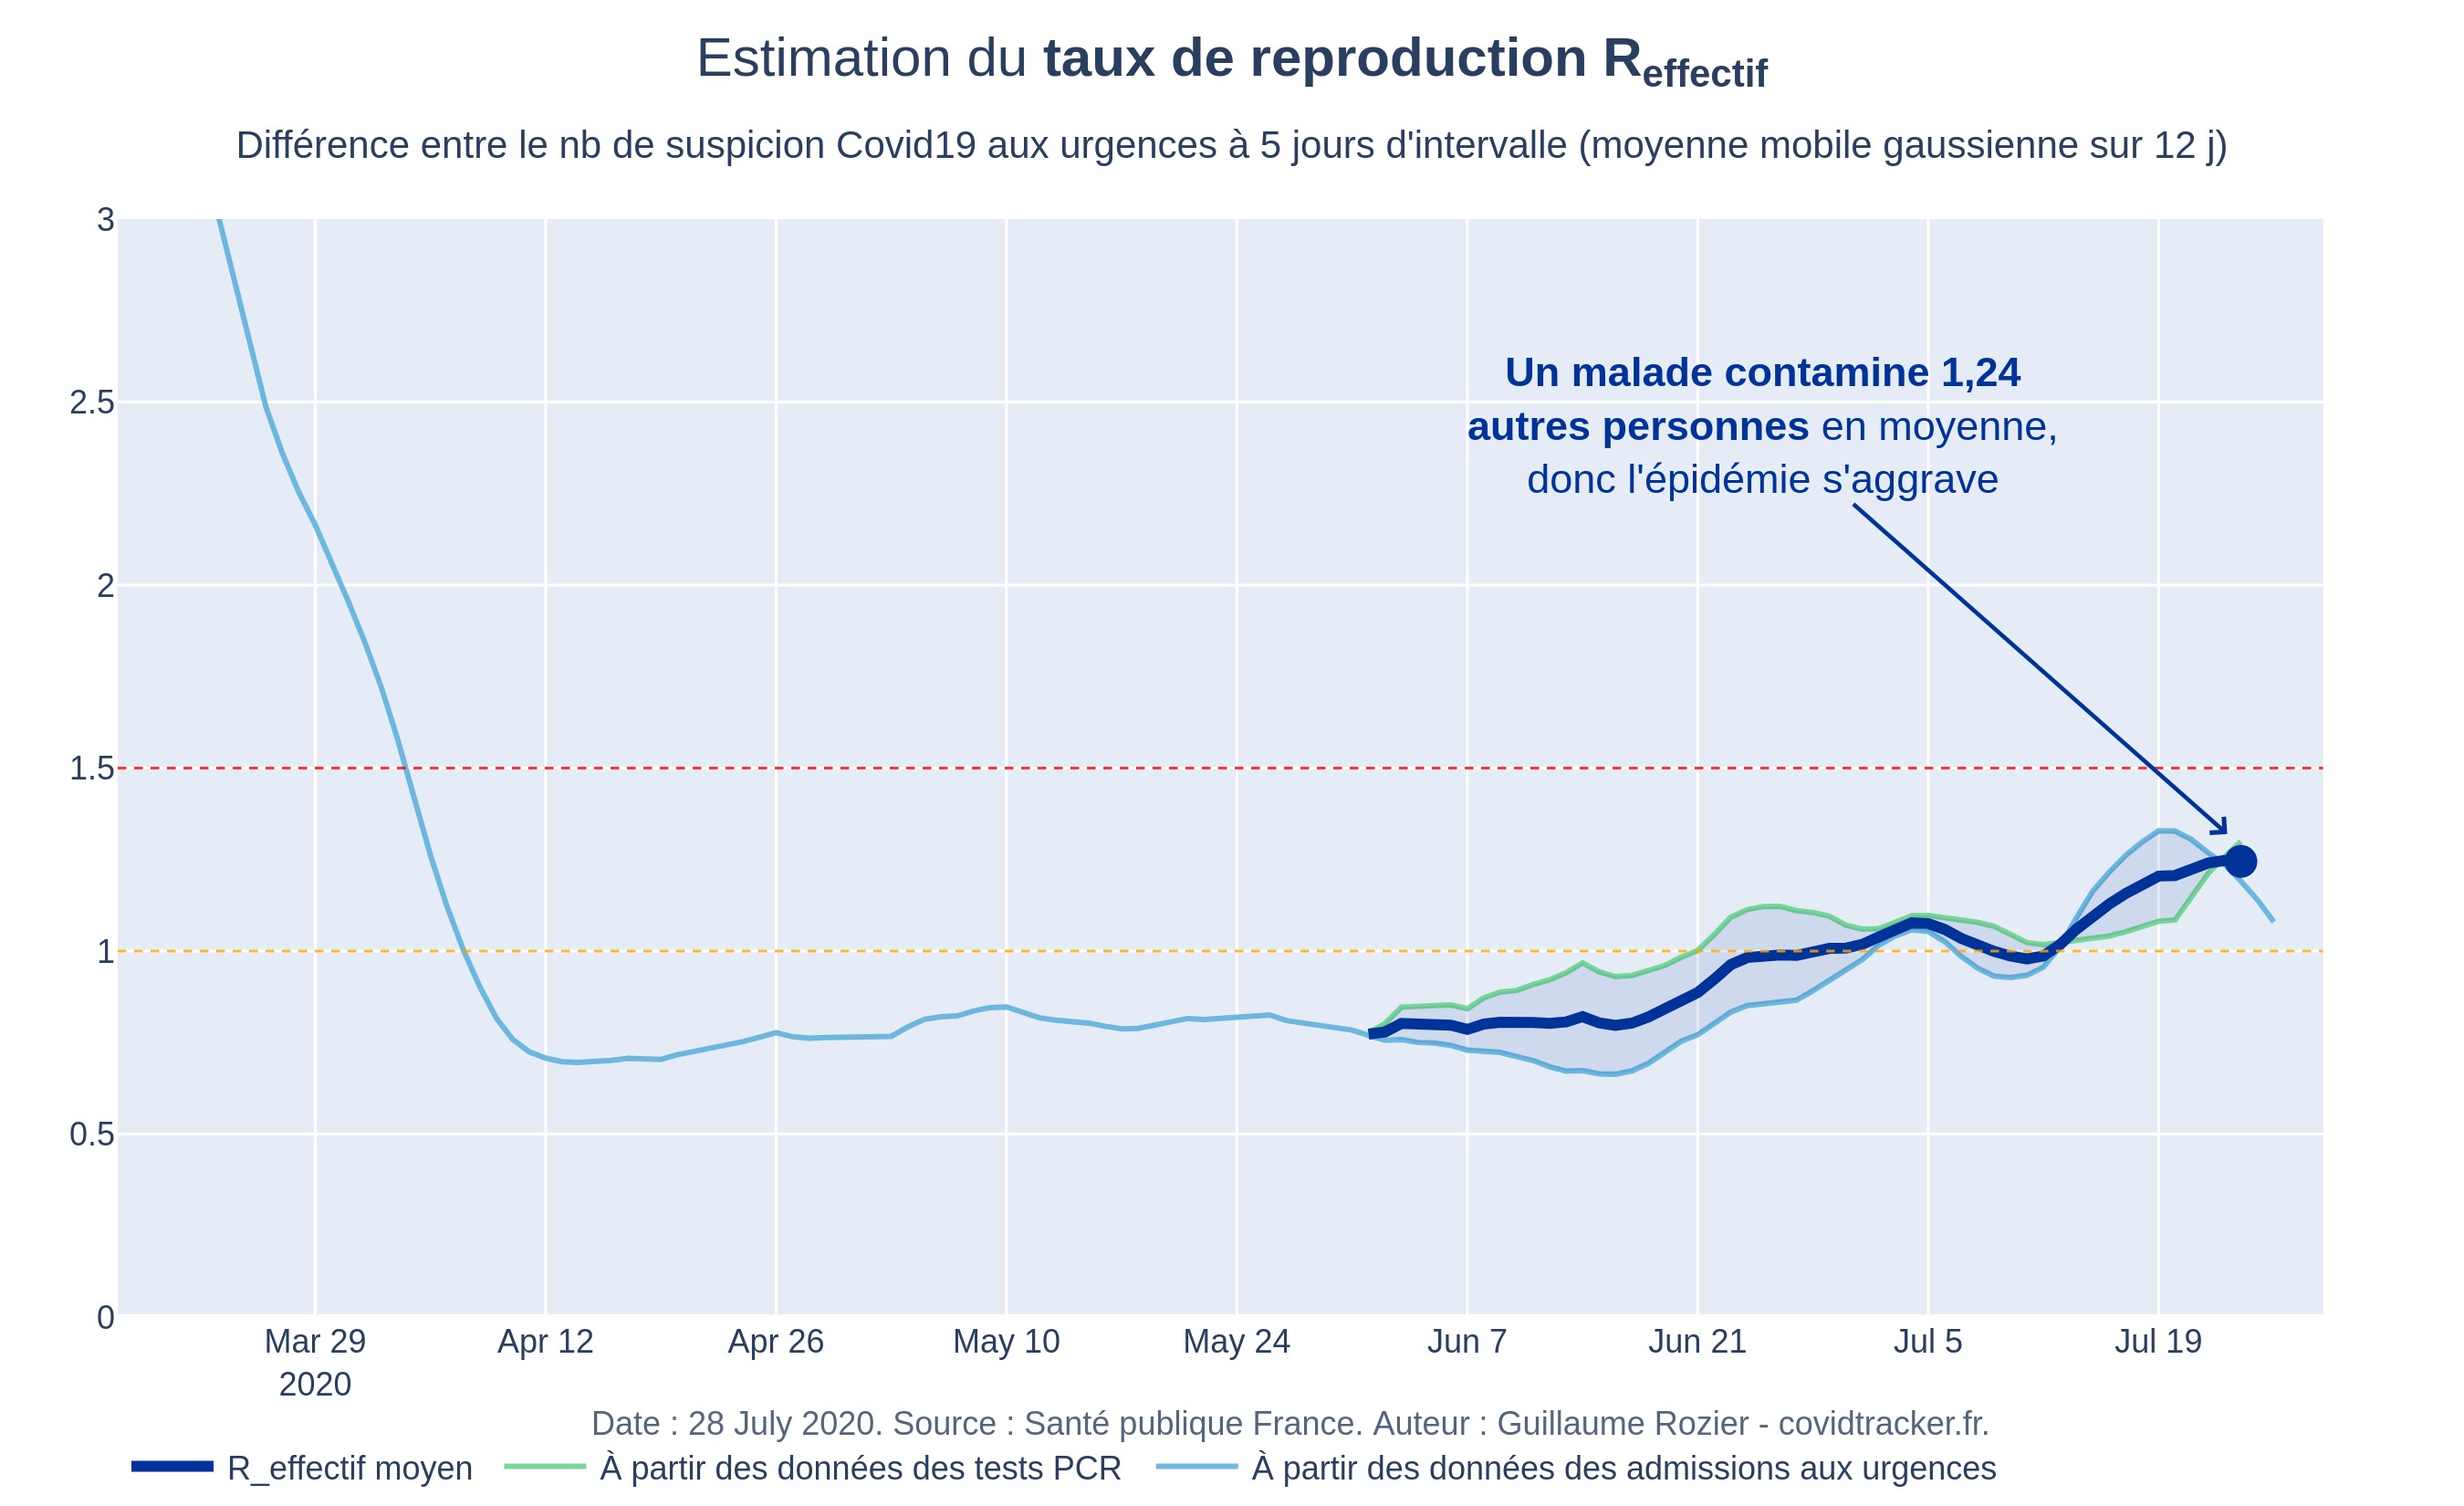 Estimation du taux de reproduction Reffectif
Différence entre le nb de suspicion Covid19 aux urgences à 5 jours d'intervalle (moyenne mobile gaussienne sur 12 j)
3
2.5
2
1.5
1
0.5
0
Un malade contamine 1,24
autres personnes en moyenne,
donc l'épidémie s'aggrave
Mar 29 Apr 12 Apr 26 May 10 May 24 Jun 7 Jun 21 Jul 5 Jul 19
2020
Date : 28 July 2020. Source : Santé publique France. Auteur : Guillaume Rozier - covidtracker.fr.
R_effectif moyen À partir des données des tests PCR À partir des données des admissions aux urgences